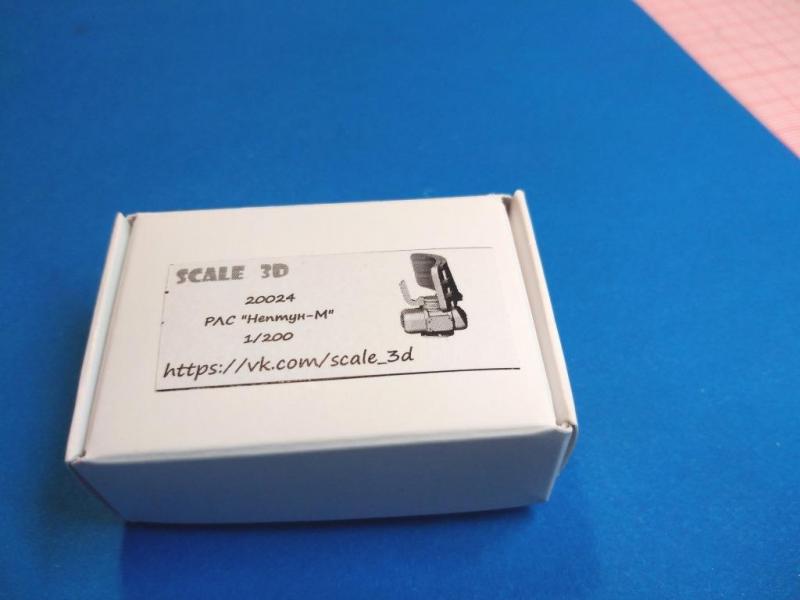 SCALE 3D
20024
РЛС "Нептун-М"
1/200
https://vk.com/scale_3d